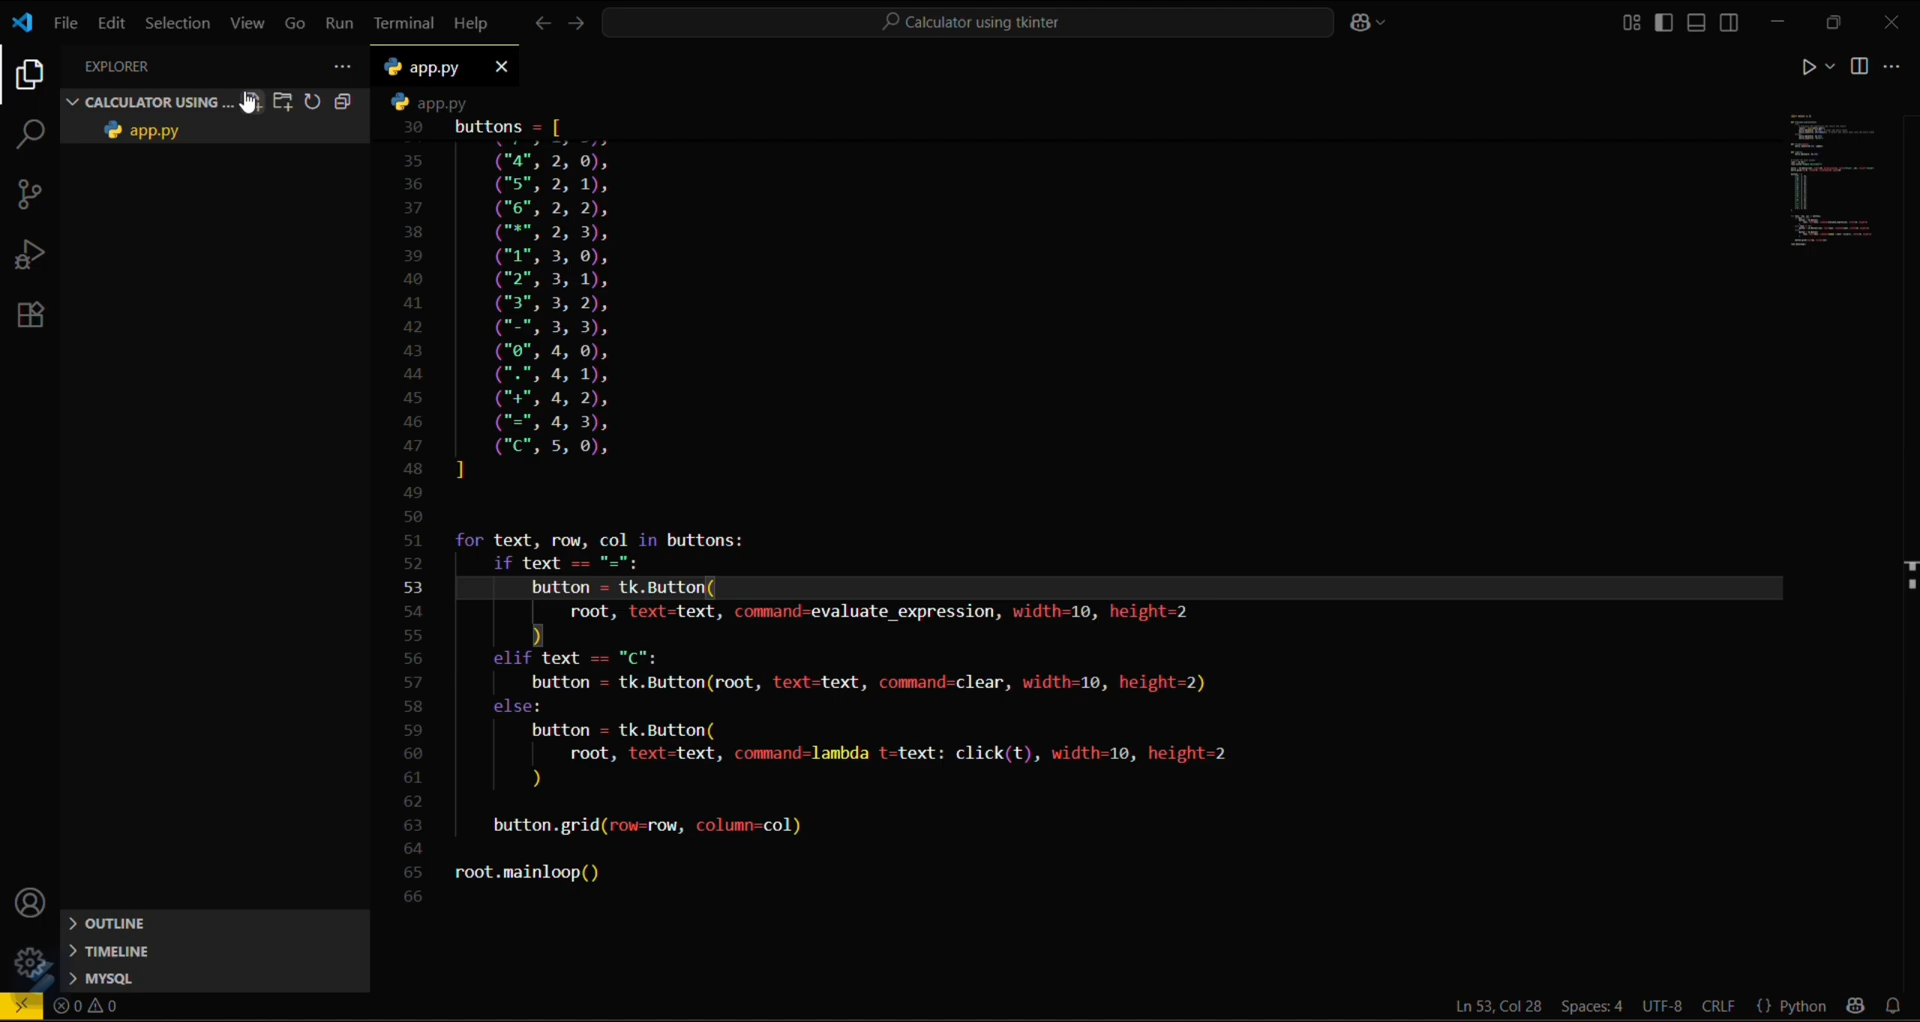 File Edit Selection View Go Run Terminal Help
Calculator using tkinter
EXPLORER
app.py
CALCULATOR USING ...
app.py
app.py
30 buttons = [
35 ("4", 2, 0),
36 ("5", 2, 1),
37 ("6", 2, 2),
38 ("*", 2, 3),
39 ("1", 3, 0),
40 ("2", 3, 1),
41 ("3", 3, 2),
42 ("-", 3, 3),
43 ("0", 4, 0),
44 (".", 4, 1),
45 ("+", 4, 2),
46 ("=", 4, 3),
47 ("C", 5, 0),
48 ]
49
50
51 for text, row, col in buttons:
52 if text == "=":
53 button = tk.Button(
54 root, text=text, command=evaluate_expression, width=10, height=2
55 )
56 elif text == "C":
57 button = tk.Button(root, text=text, command=clear, width=10, height=2)
58 else:
59 button = tk.Button(
60 root, text=text, command=lambda t=text: click(t), width=10, height=2
61 )
62
63 button.grid(row=row, column=col)
64
65 root.mainloop()
66
OUTLINE
TIMELINE
MYSQL
0 0
Ln 53, Col 28 Spaces: 4 UTF-8 CRLF {} Python